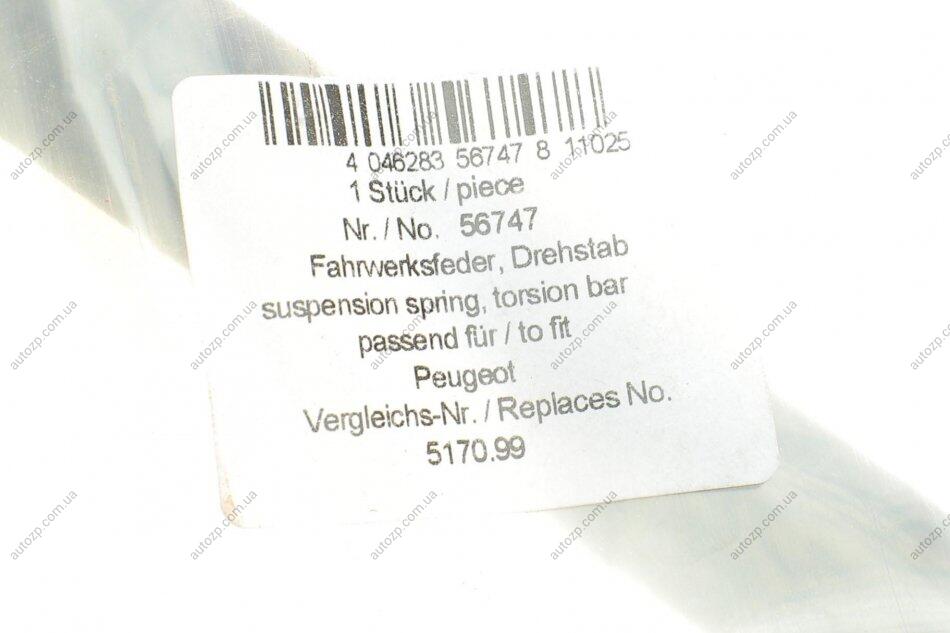 4 046283 56747 8 11025
1 Stück / piece
Nr. / No. 56747
Fahrwerksfeder, Drehstab
suspension spring, torsion bar
passend für / to fit
Peugeot
Vergleichs-Nr. / Replaces No.
5170.99
autozp.com.ua